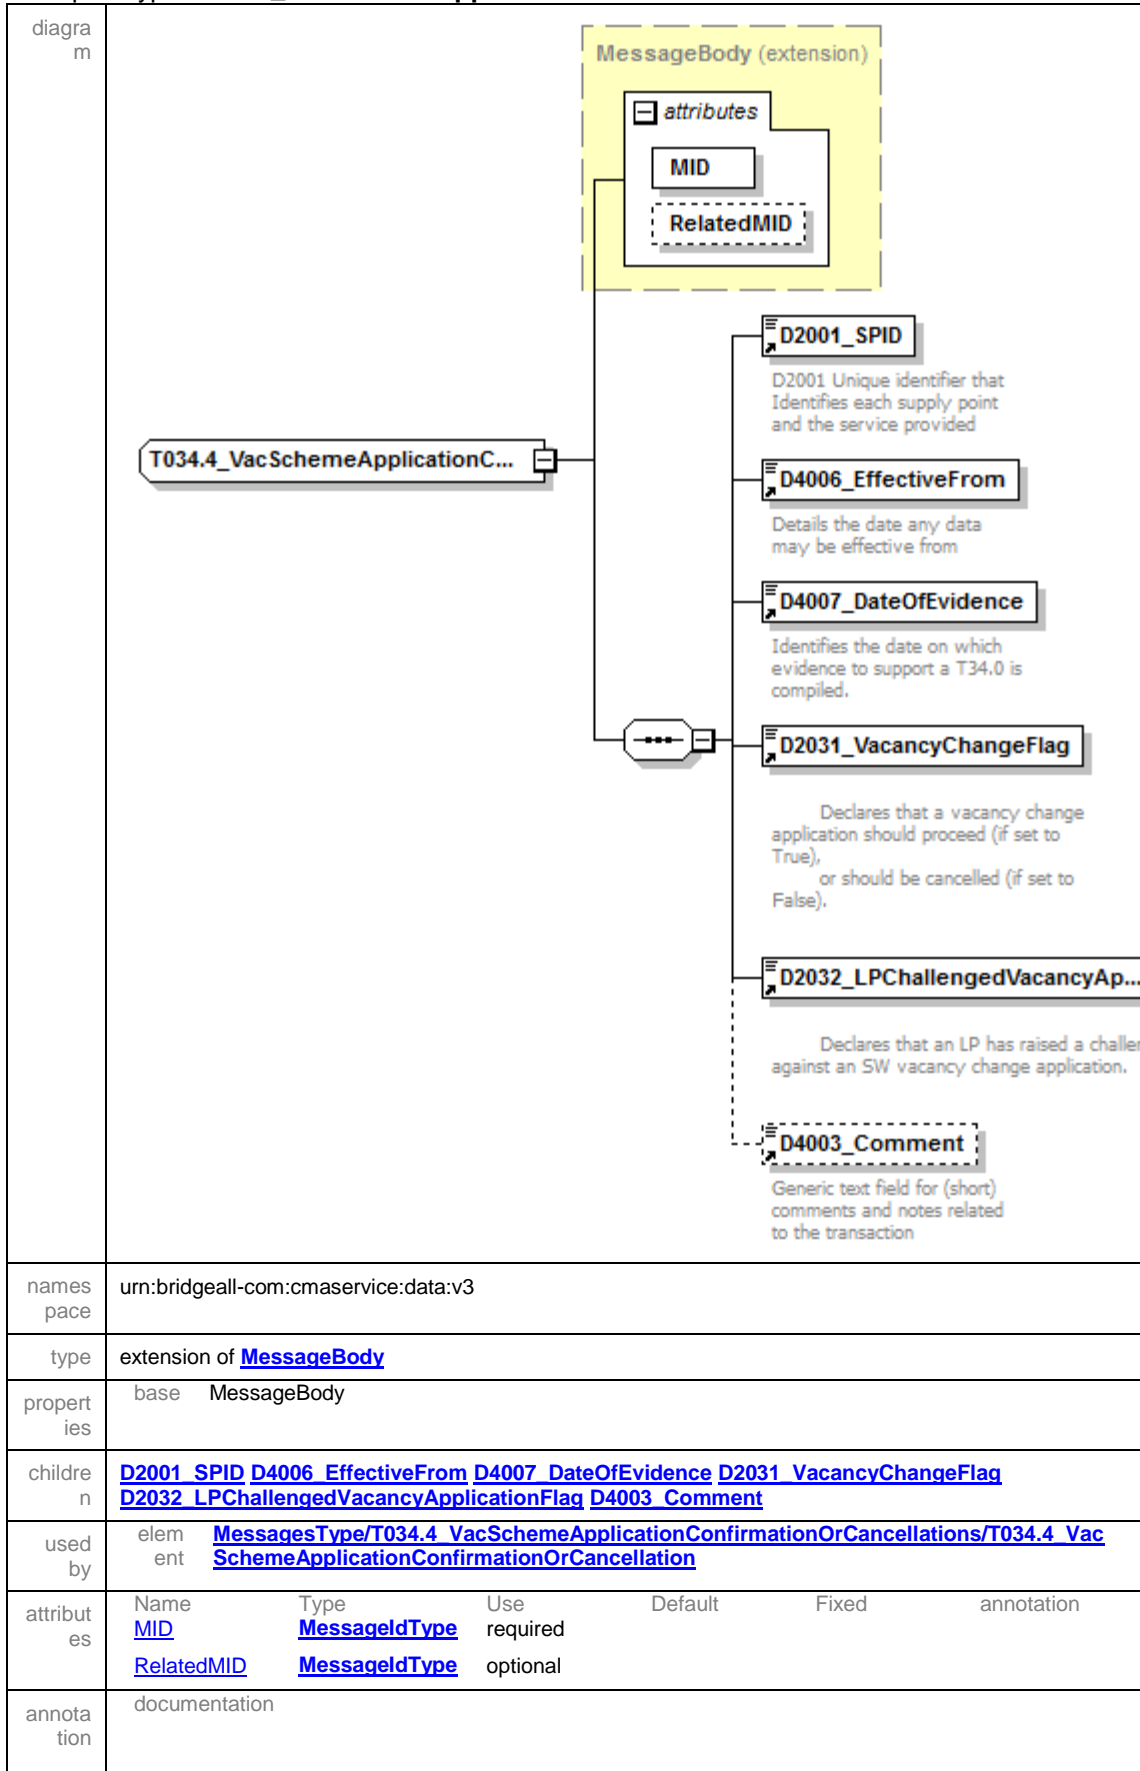 diagra
m
MessageBody (extension)
attributes
MID
RelatedMID
D2001_SPID
D2001 Unique identifier that
Identifies each supply point
and the service provided
T034.4_VacSchemeApplicationC...
D4006_EffectiveFrom
Details the date any data
may be effective from
D4007_DateOfEvidence
Identifies the date on which
evidence to support a T34.0 is
compiled.
D2031_VacancyChangeFlag
Declares that a vacancy change
application should proceed (if set to
True),
or should be cancelled (if set to
False).
D2032_LPChallengedVacancyAp...
Declares that an LP has raised a challen
against an SW vacancy change application.
D4003_Comment
Generic text field for (short)
comments and notes related
to the transaction
names
pace
urn:bridgeall-com:cmaservice:data:v3
type
extension of MessageBody
propert
ies
base MessageBody
childre
n
D2001_SPID D4006_EffectiveFrom D4007_DateOfEvidence D2031_VacancyChangeFlag
D2032_LPChallengedVacancyApplicationFlag D4003_Comment
used
by
elem
ent
MessagesType/T034.4_VacSchemeApplicationConfirmationOrCancellations/T034.4_Vac
SchemeApplicationConfirmationOrCancellation
attribut
es
Name Type Use Default Fixed annotation
MID MessageIdType required
RelatedMID MessageIdType optional
annota
tion
documentation